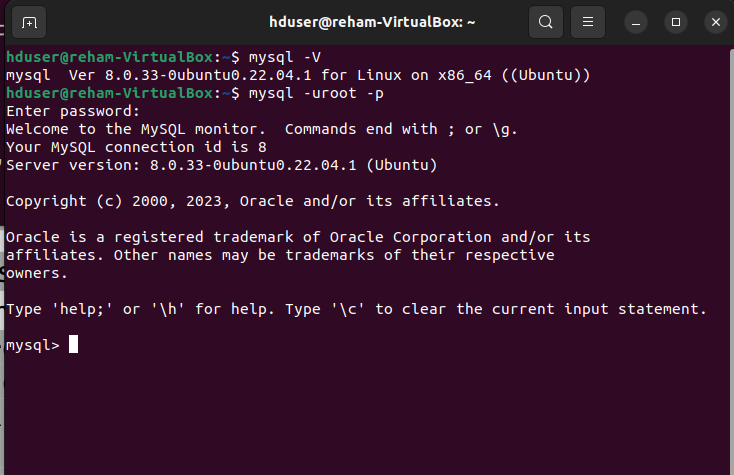 hduser@reham-VirtualBox: ~
hduser@reham-VirtualBox:~$ mysql -V
mysql  Ver 8.0.33-0ubuntu0.22.04.1 for Linux on x86_64 ((Ubuntu))
hduser@reham-VirtualBox:~$ mysql -uroot -p
Enter password:
Welcome to the MySQL monitor.  Commands end with ; or \g.
Your MySQL connection id is 8
Server version: 8.0.33-0ubuntu0.22.04.1 (Ubuntu)
Copyright (c) 2000, 2023, Oracle and/or its affiliates.
Oracle is a registered trademark of Oracle Corporation and/or its
affiliates. Other names may be trademarks of their respective
owners.
Type 'help;' or '\h' for help. Type '\c' to clear the current input statement.
mysql>